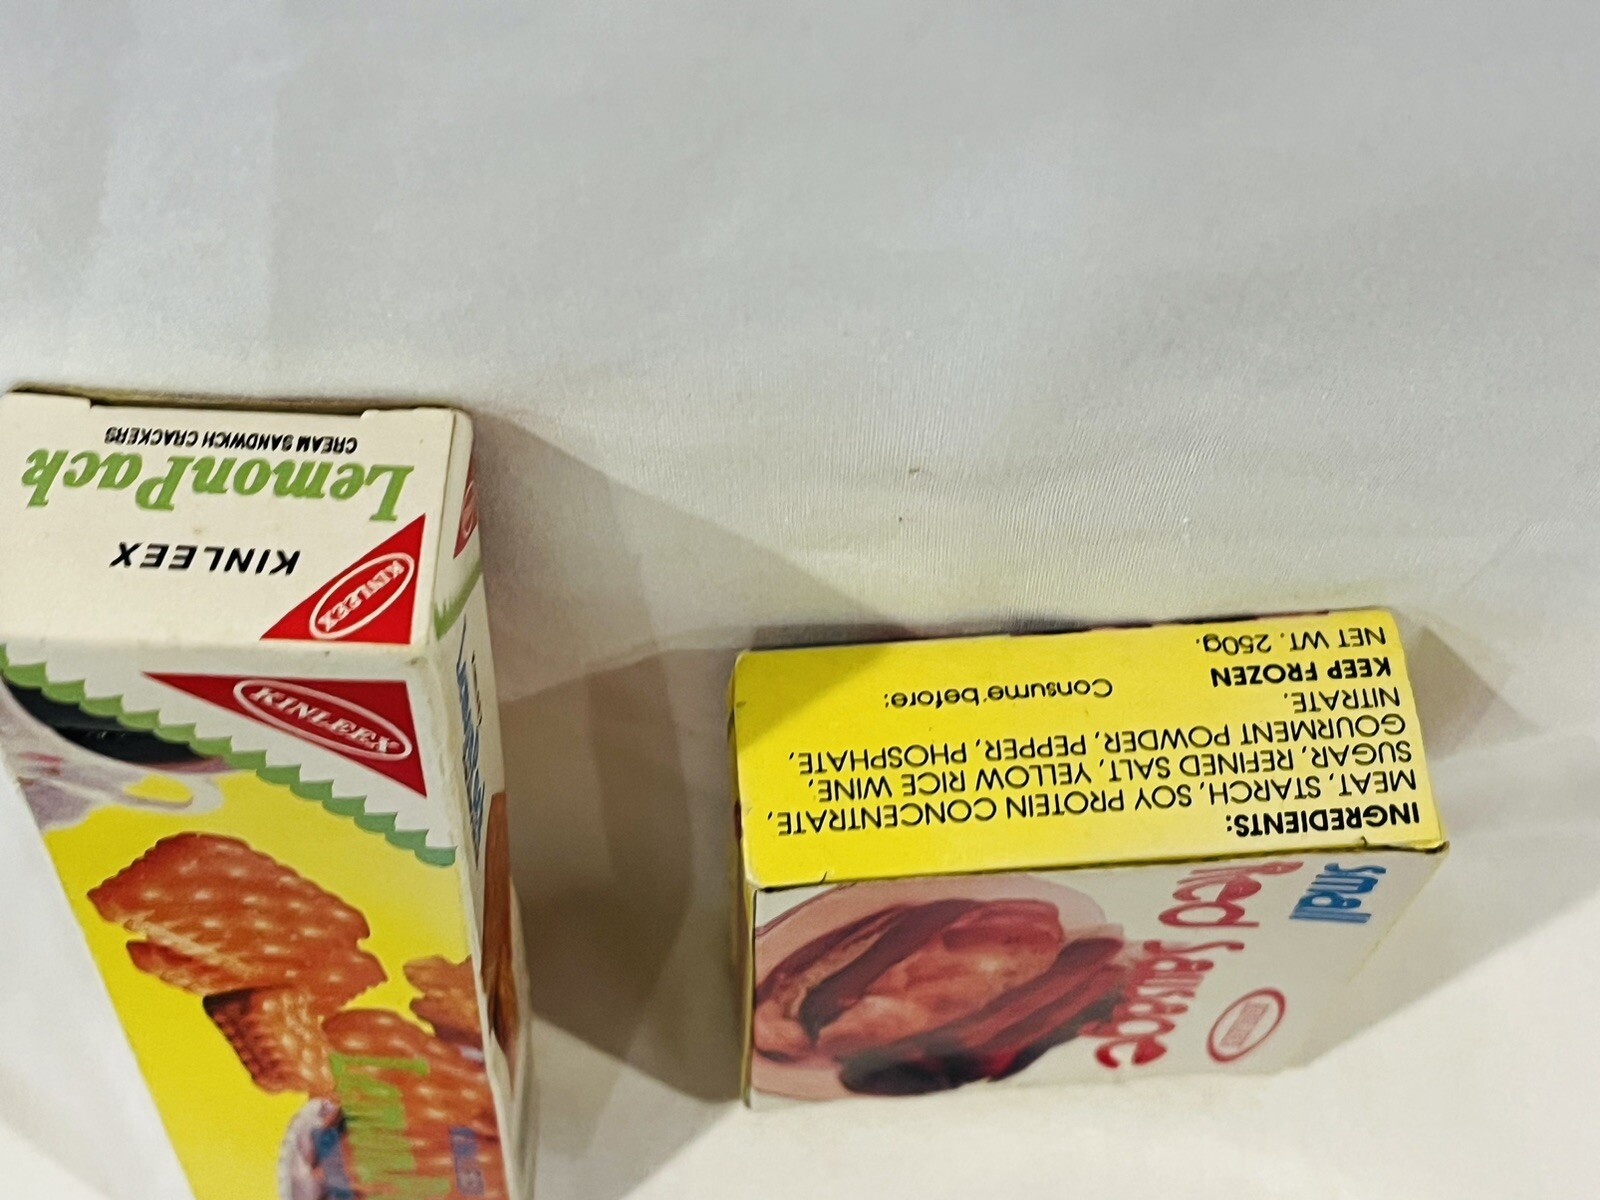 KINLEEX
KINLEEX
LemonPack
CREAM SANDWICH CRACKERS
KINLEEX
INGREDIENTS:
MEAT, STARCH, SOY PROTEIN CONCENTRATE,
SUGAR, REFINED SALT, YELLOW RICE WINE,
GOURMENT POWDER, PEPPER, PHOSPHATE,
NITRATE.
KEEP FROZEN
Consume before:
NET WT. 250g.
small
Red Sausage